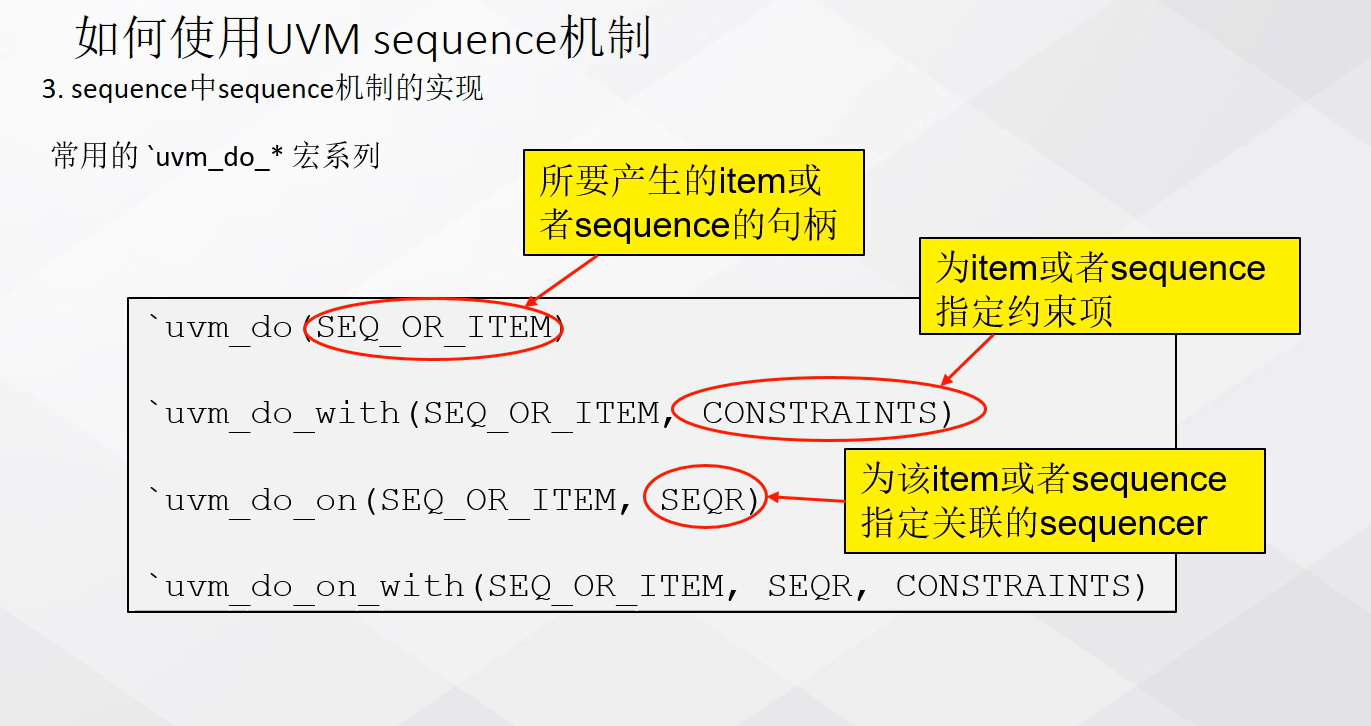 如何使用UVM sequence机制
3. sequence中sequence机制的实现
常用的 `uvm_do_* 宏系列
所要产生的item或
者sequence的句柄
为item或者sequence
指定约束项
`uvm_do(SEQ_OR_ITEM)
`uvm_do_with(SEQ_OR_ITEM, CONSTRAINTS)
为该item或者sequence
指定关联的sequencer
`uvm_do_on(SEQ_OR_ITEM, SEQR)
`uvm_do_on_with(SEQ_OR_ITEM, SEQR, CONSTRAINTS)